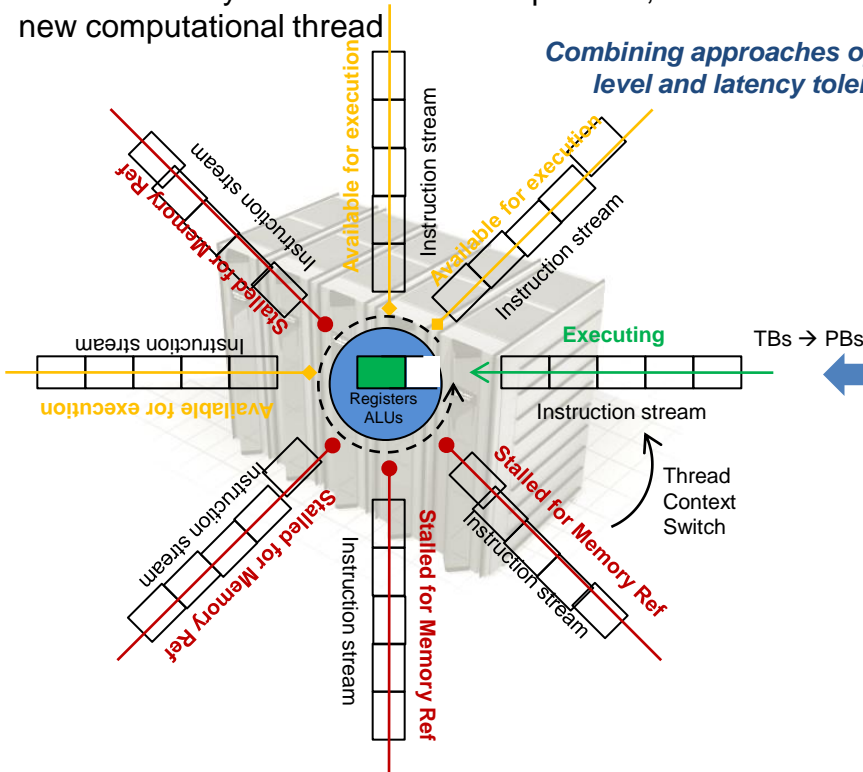 new computational thread
Combining approaches o
level and latency toler
Available for execution
Instruction stream
Available for execution
Instruction stream
Instruction stream
Stalled for Memory Ref
Executing
TBs → PBs
Instruction stream
Instruction stream
Available for execution
Registers
ALUs
Thread
Context
Switch
Stalled for Memory Ref
Instruction stream
Instruction stream
Stalled for Memory Ref
Instruction stream
Stalled for Memory Ref